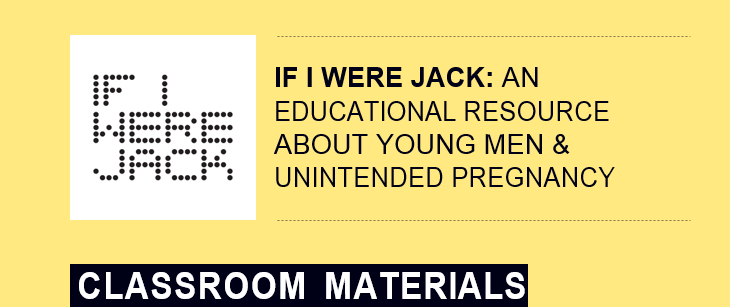 IF I
WERE
JACK
IF I WERE JACK: AN
EDUCATIONAL RESOURCE
ABOUT YOUNG MEN &
UNINTENDED PREGNANCY
CLASSROOM MATERIALS